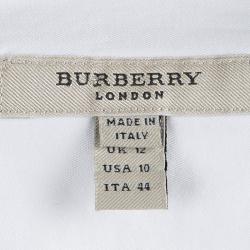 BURBERRY
LONDON
MADE IN
ITALY
UK 12
USA 10
ITA 44